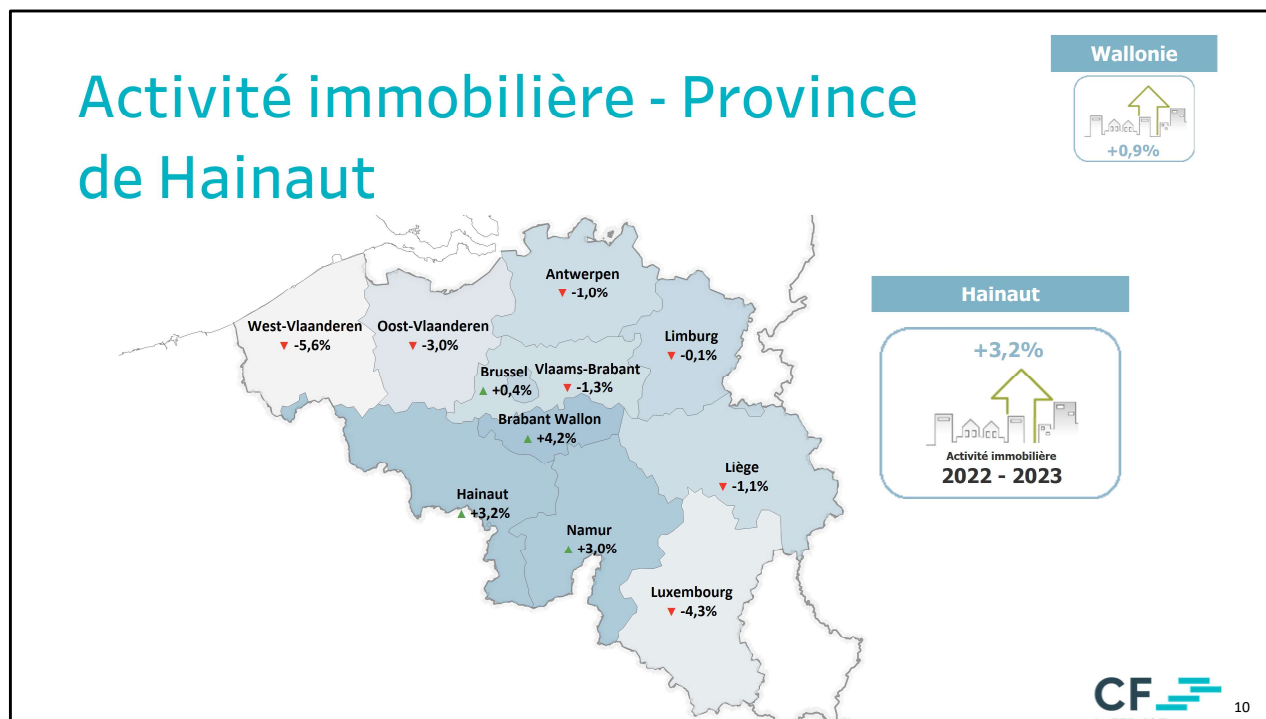 Activité immobilière - Province
de Hainaut
Wallonie
+0,9%
Antwerpen
▼ -1,0%
West-Vlaanderen
▼ -5,6%
Oost-Vlaanderen
▼ -3,0%
Limburg
▼ -0,1%
Brussel
▲ +0,4%
Vlaams-Brabant
▼ -1,3%
Brabant Wallon
▲ +4,2%
Liège
▼ -1,1%
Hainaut
▲ +3,2%
Namur
▲ +3,0%
Luxembourg
▼ -4,3%
Hainaut
+3,2%
Activité immobilière
2022 - 2023
CF
10